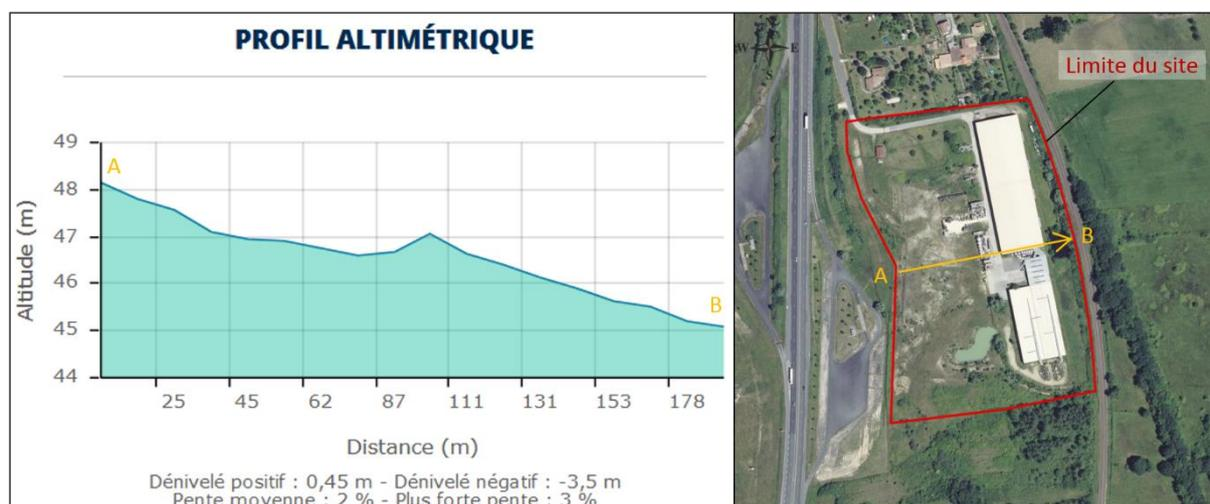 PROFIL ALTIMÉTRIQUE
49
A
48
47
46
B
45
44
Altitude (m)
25 45 62 87 111 131 153 178
Distance (m)
Dénivelé positif : 0,45 m - Dénivelé négatif : -3,5 m
Pente moyenne : 2 % - Plus forte pente : 3 %
W E
S
Limite du site
A
B